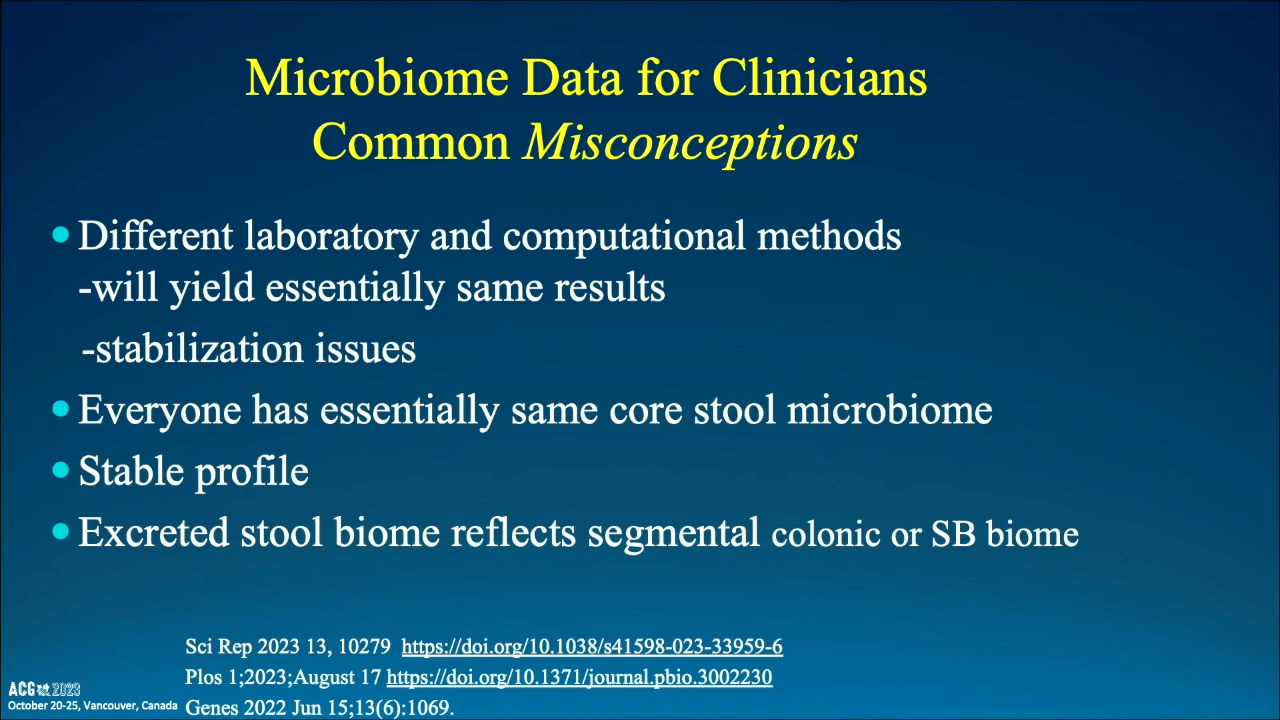 Microbiome Data for Clinicians
Common Misconceptions
• Different laboratory and computational methods
-will yield essentially same results
-stabilization issues
• Everyone has essentially same core stool microbiome
• Stable profile
• Excreted stool biome reflects segmental colonic or SB biome
Sci Rep 2023 13, 10279 https://doi.org/10.1038/s41598-023-33959-6
Plos 1;2023;August 17 https://doi.org/10.1371/journal.pbio.3002230
Genes 2022 Jun 15;13(6):1069.
ACG 2023
October 20-25, Vancouver, Canada